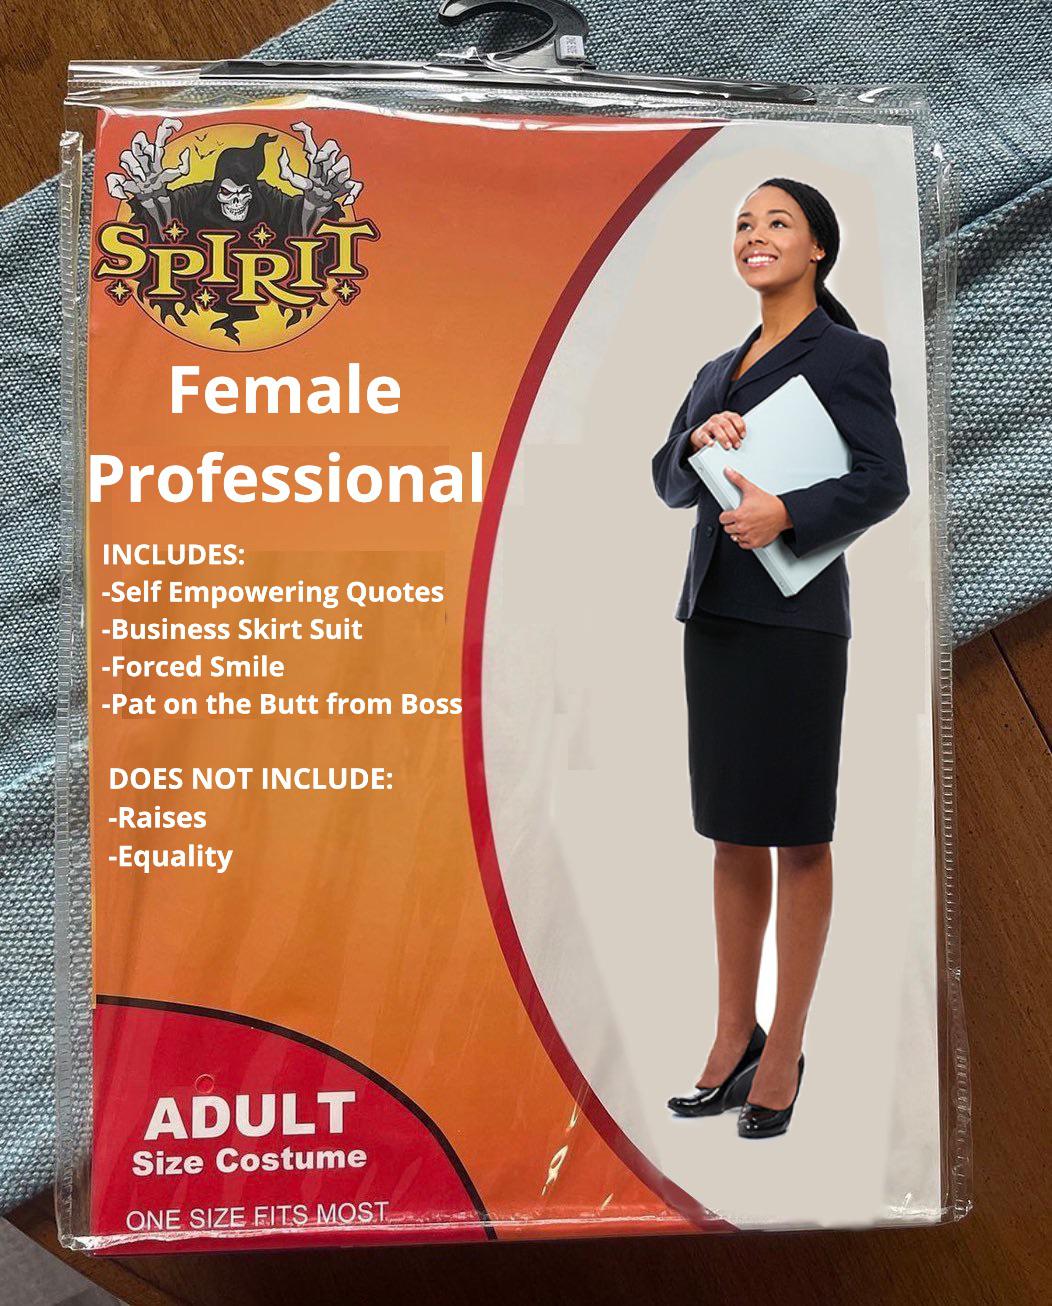 SPIRIT
Female
Professional
INCLUDES:
-Self Empowering Quotes
-Business Skirt Suit
-Forced Smile
-Pat on the Butt from Boss
DOES NOT INCLUDE:
-Raises
-Equality
ADULT
Size Costume
ONE SIZE FITS MOST